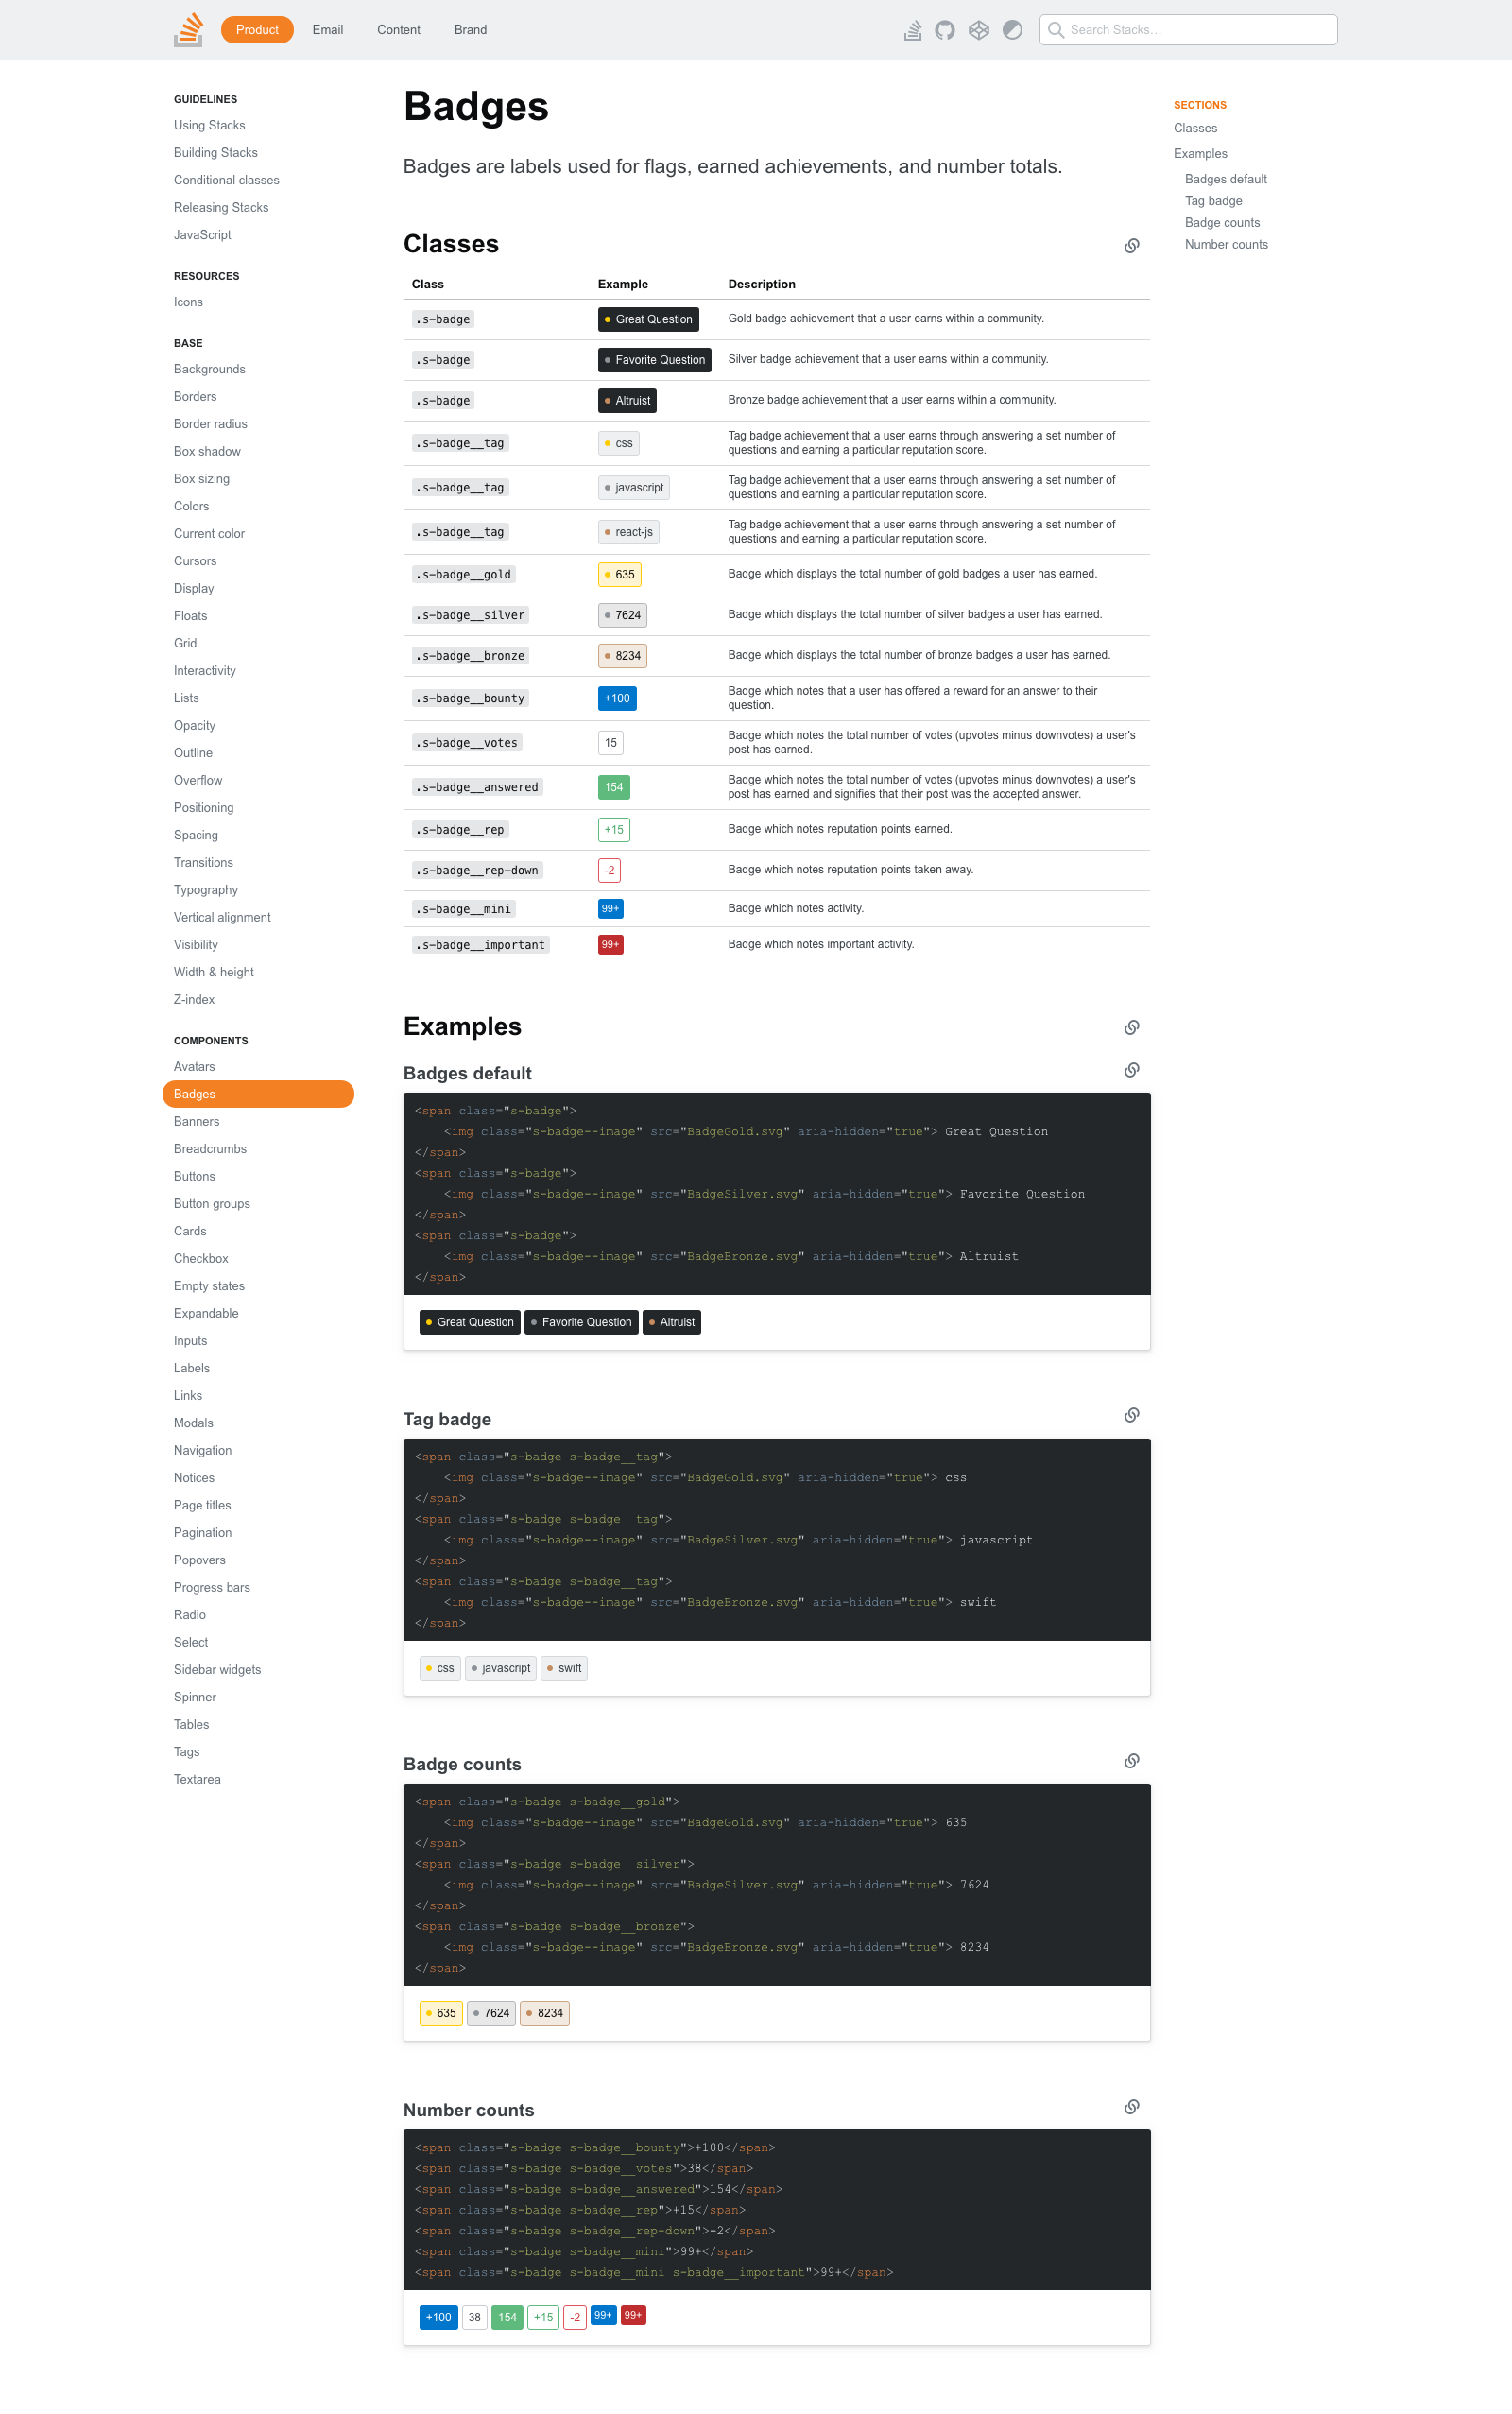 Product
Email
Content
Brand
Search Stacks…
GUIDELINES
Using Stacks
Building Stacks
Conditional classes
Releasing Stacks
JavaScript
RESOURCES
Icons
BASE
Backgrounds
Borders
Border radius
Box shadow
Box sizing
Colors
Current color
Cursors
Display
Floats
Grid
Interactivity
Lists
Opacity
Outline
Overflow
Positioning
Spacing
Transitions
Typography
Vertical alignment
Visibility
Width & height
Z-index
COMPONENTS
Avatars
Badges
Banners
Breadcrumbs
Buttons
Button groups
Cards
Checkbox
Empty states
Expandable
Inputs
Labels
Links
Modals
Navigation
Notices
Page titles
Pagination
Popovers
Progress bars
Radio
Select
Sidebar widgets
Spinner
Tables
Tags
Textarea
Badges
Badges are labels used for flags, earned achievements, and number totals.
Classes
Class Example Description
.s-badge Great Question Gold badge achievement that a user earns within a community.
.s-badge Favorite Question Silver badge achievement that a user earns within a community.
.s-badge Altruist Bronze badge achievement that a user earns within a community.
.s-badge__tag css Tag badge achievement that a user earns through answering a set number of
questions and earning a particular reputation score.
.s-badge__tag javascript Tag badge achievement that a user earns through answering a set number of
questions and earning a particular reputation score.
.s-badge__tag react-js Tag badge achievement that a user earns through answering a set number of
questions and earning a particular reputation score.
.s-badge__gold 635 Badge which displays the total number of gold badges a user has earned.
.s-badge__silver 7624 Badge which displays the total number of silver badges a user has earned.
.s-badge__bronze 8234 Badge which displays the total number of bronze badges a user has earned.
.s-badge__bounty +100 Badge which notes that a user has offered a reward for an answer to their
question.
.s-badge__votes 15 Badge which notes the total number of votes (upvotes minus downvotes) a user's
post has earned.
.s-badge__answered 154 Badge which notes the total number of votes (upvotes minus downvotes) a user's
post has earned and signifies that their post was the accepted answer.
.s-badge__rep +15 Badge which notes reputation points earned.
.s-badge__rep-down -2 Badge which notes reputation points taken away.
.s-badge__mini 99+ Badge which notes activity.
.s-badge__important 99+ Badge which notes important activity.
Examples
Badges default
<span class="s-badge">
<img class="s-badge--image" src="BadgeGold.svg" aria-hidden="true"> Great Question
</span>
<span class="s-badge">
<img class="s-badge--image" src="BadgeSilver.svg" aria-hidden="true"> Favorite Question
</span>
<span class="s-badge">
<img class="s-badge--image" src="BadgeBronze.svg" aria-hidden="true"> Altruist
</span>
Great Question Favorite Question Altruist
Tag badge
<span class="s-badge s-badge__tag">
<img class="s-badge--image" src="BadgeGold.svg" aria-hidden="true"> css
</span>
<span class="s-badge s-badge__tag">
<img class="s-badge--image" src="BadgeSilver.svg" aria-hidden="true"> javascript
</span>
<span class="s-badge s-badge__tag">
<img class="s-badge--image" src="BadgeBronze.svg" aria-hidden="true"> swift
</span>
css javascript swift
Badge counts
<span class="s-badge s-badge__gold">
<img class="s-badge--image" src="BadgeGold.svg" aria-hidden="true"> 635
</span>
<span class="s-badge s-badge__silver">
<img class="s-badge--image" src="BadgeSilver.svg" aria-hidden="true"> 7624
</span>
<span class="s-badge s-badge__bronze">
<img class="s-badge--image" src="BadgeBronze.svg" aria-hidden="true"> 8234
</span>
635 7624 8234
Number counts
<span class="s-badge s-badge__bounty">+100</span>
<span class="s-badge s-badge__votes">38</span>
<span class="s-badge s-badge__answered">154</span>
<span class="s-badge s-badge__rep">+15</span>
<span class="s-badge s-badge__rep-down">-2</span>
<span class="s-badge s-badge__mini">99+</span>
<span class="s-badge s-badge__mini s-badge__important">99+</span>
+100 38 154 +15 -2 99+ 99+
SECTIONS
Classes
Examples
Badges default
Tag badge
Badge counts
Number counts